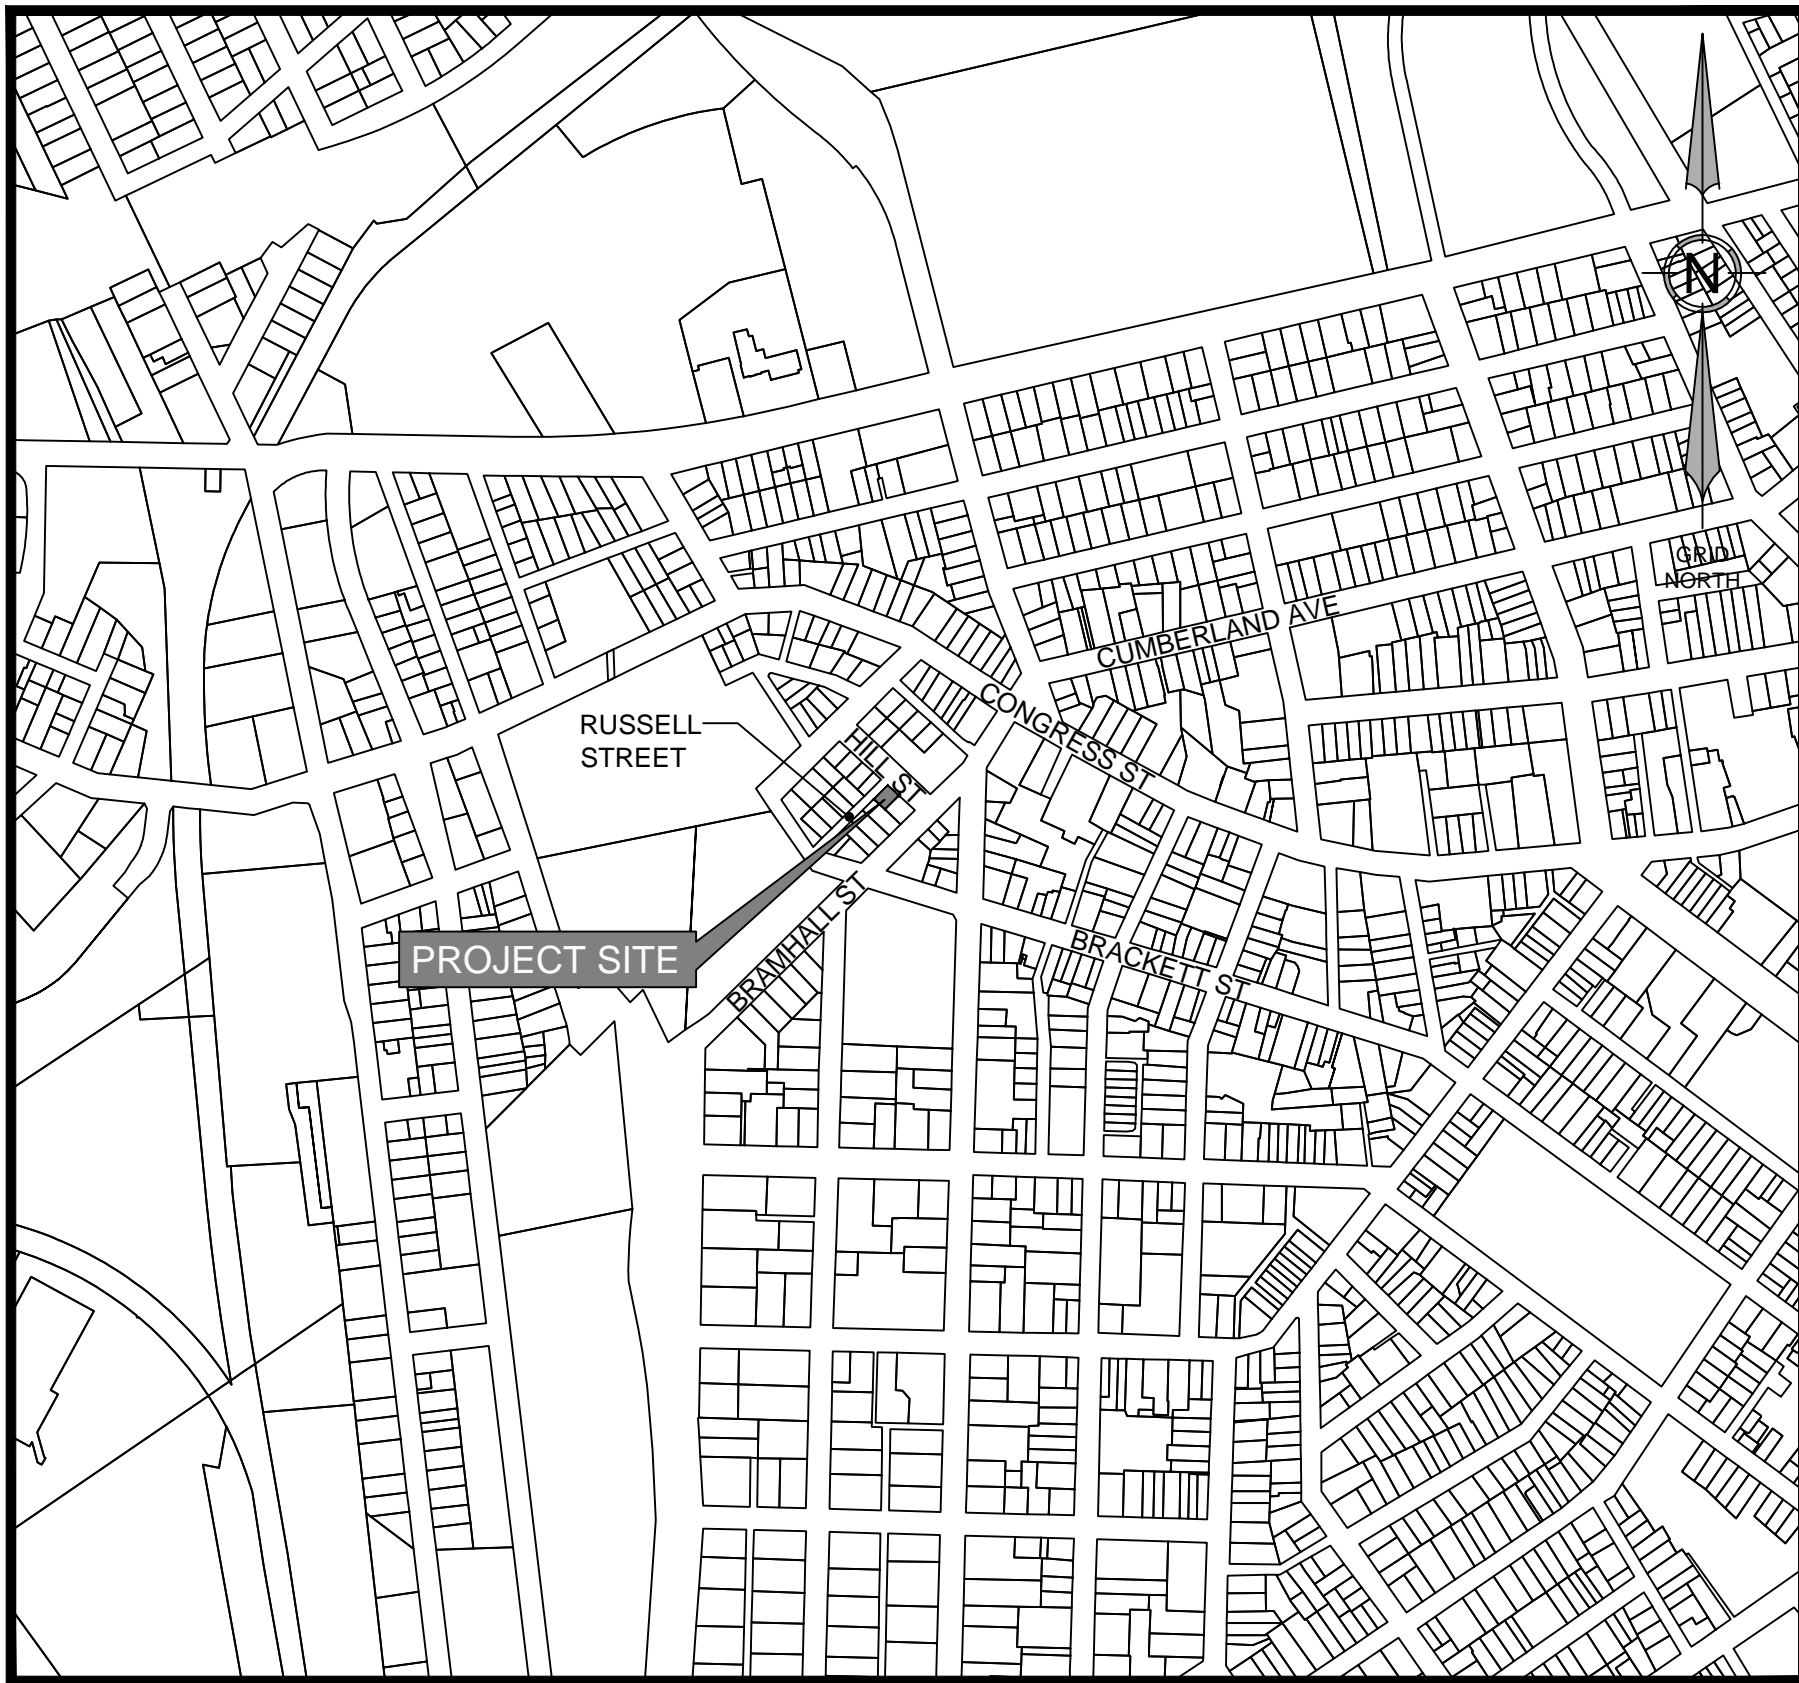 N
GRID
NORTH
CUMBERLAND AVE
CONGRESS ST
RUSSELL
STREET
HILL ST
BRAMHALL ST
BRACKETT ST
PROJECT SITE